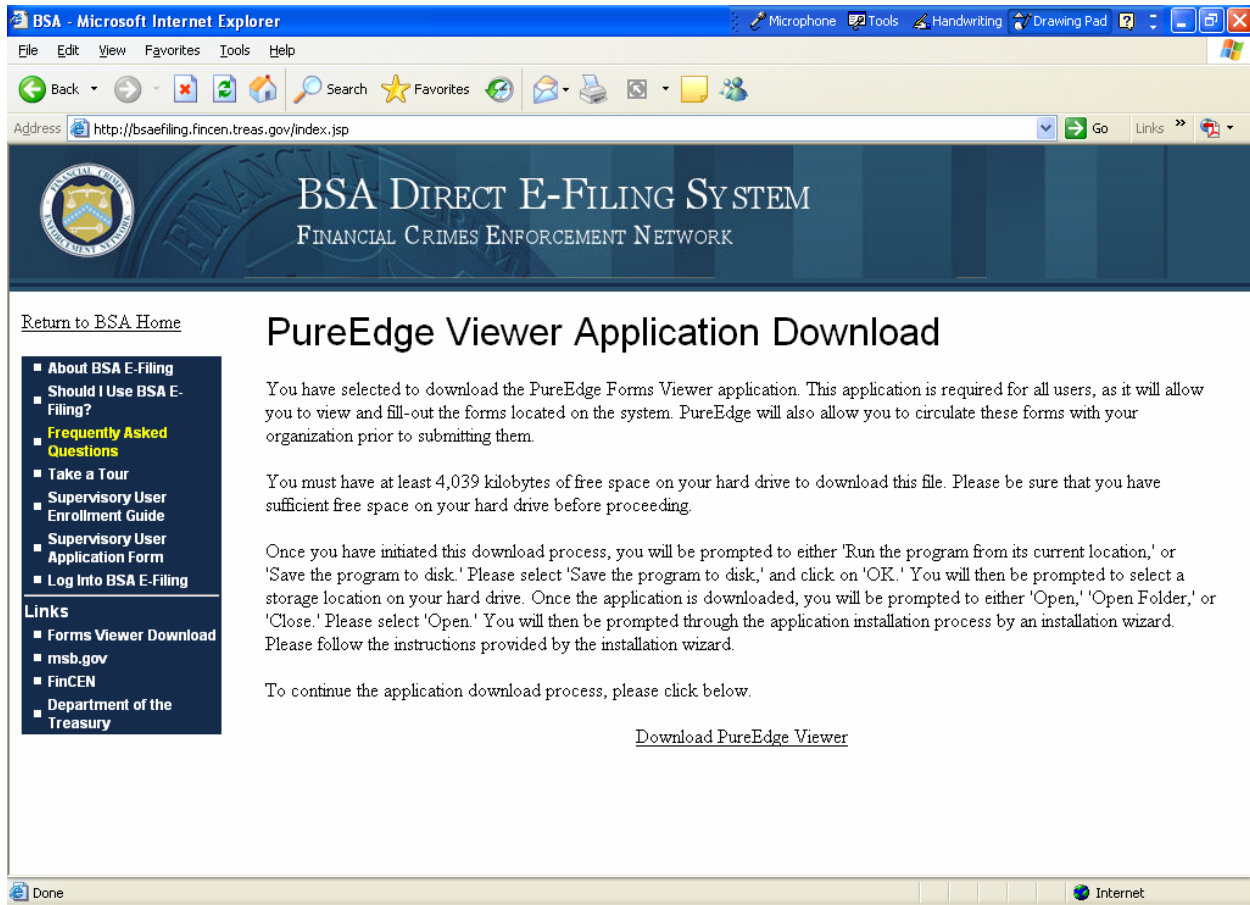 BSA - Microsoft Internet Explorer
Microphone Tools Handwriting Drawing Pad
File Edit View Favorites Tools Help
Back Search Favorites
Address http://bsaefiling.fincen.treas.gov/index.jsp Go Links »
BSA DIRECT E-FILING SYSTEM
FINANCIAL CRIMES ENFORCEMENT NETWORK
Return to BSA Home
About BSA E-Filing
Should I Use BSA E-
Filing?
Frequently Asked
Questions
Take a Tour
Supervisory User
Enrollment Guide
Supervisory User
Application Form
Log Into BSA E-Filing
Links
Forms Viewer Download
msb.gov
FinCEN
Department of the
Treasury
PureEdge Viewer Application Download
You have selected to download the PureEdge Forms Viewer application. This application is required for all users, as it will allow
you to view and fill-out the forms located on the system. PureEdge will also allow you to circulate these forms with your
organization prior to submitting them.
You must have at least 4,039 kilobytes of free space on your hard drive to download this file. Please be sure that you have
sufficient free space on your hard drive before proceeding.
Once you have initiated this download process, you will be prompted to either 'Run the program from its current location,' or
'Save the program to disk.' Please select 'Save the program to disk,' and click on 'OK.' You will then be prompted to select a
storage location on your hard drive. Once the application is downloaded, you will be prompted to either 'Open,' 'Open Folder,' or
'Close.' Please select 'Open.' You will then be prompted through the application installation process by an installation wizard.
Please follow the instructions provided by the installation wizard.
To continue the application download process, please click below.
Download PureEdge Viewer
Done Internet